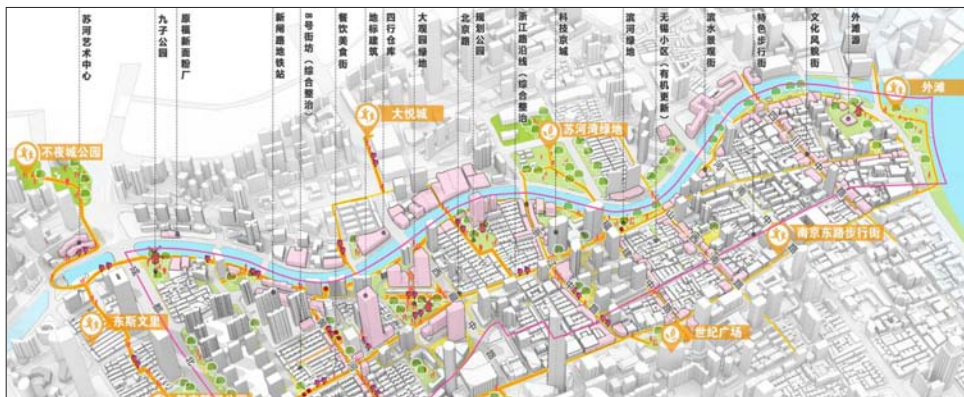 苏河艺术中心
九子公园
原福新面粉厂
新闸路地铁站
8号街坊（综合整治）
餐饮美食街
地标建筑
四行仓库
大观园绿地
北京路
规划公园
浙江路沿线（综合整治）
科技京城
滨河绿地
无锡小区（有机更新）
滨水景观街
特色步行街
文化风貌街
外滩源
外滩
大悦城
苏河湾绿地
不夜城公园
南京东路步行街
东斯文里
世纪广场